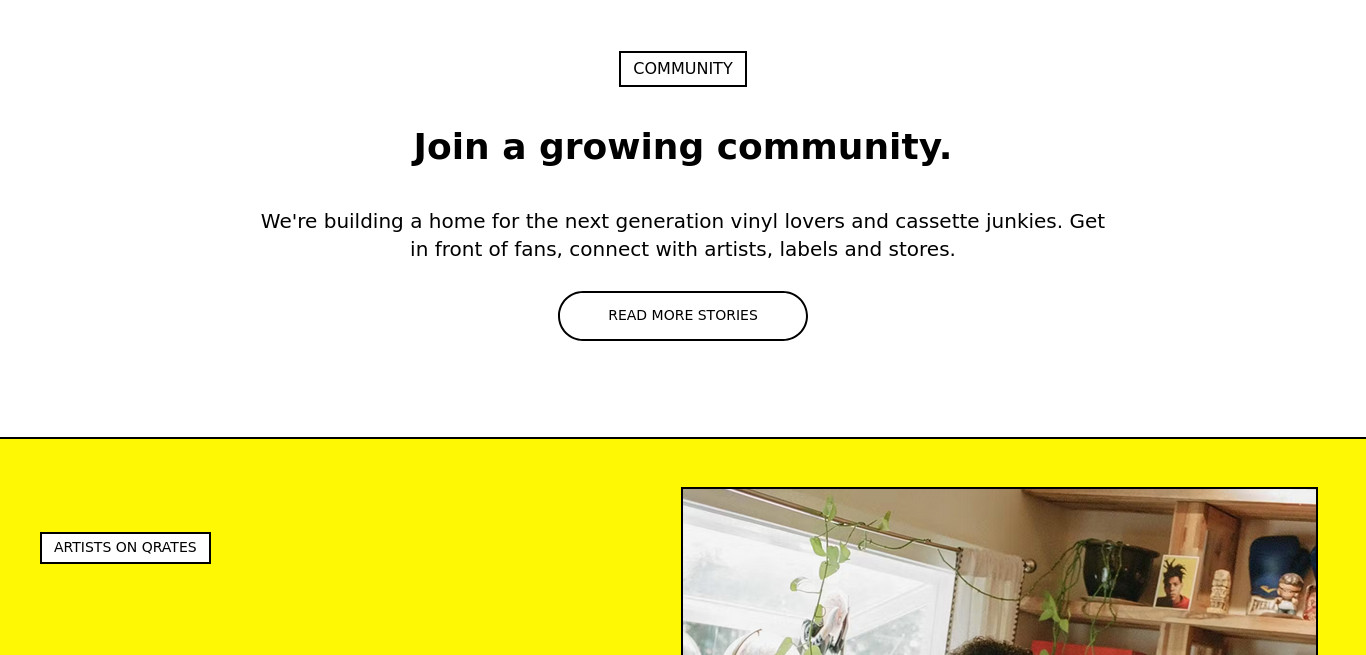 COMMUNITY
Join a growing community.
We're building a home for the next generation vinyl lovers and cassette junkies. Get
in front of fans, connect with artists, labels and stores.
READ MORE STORIES
ARTISTS ON QRATES